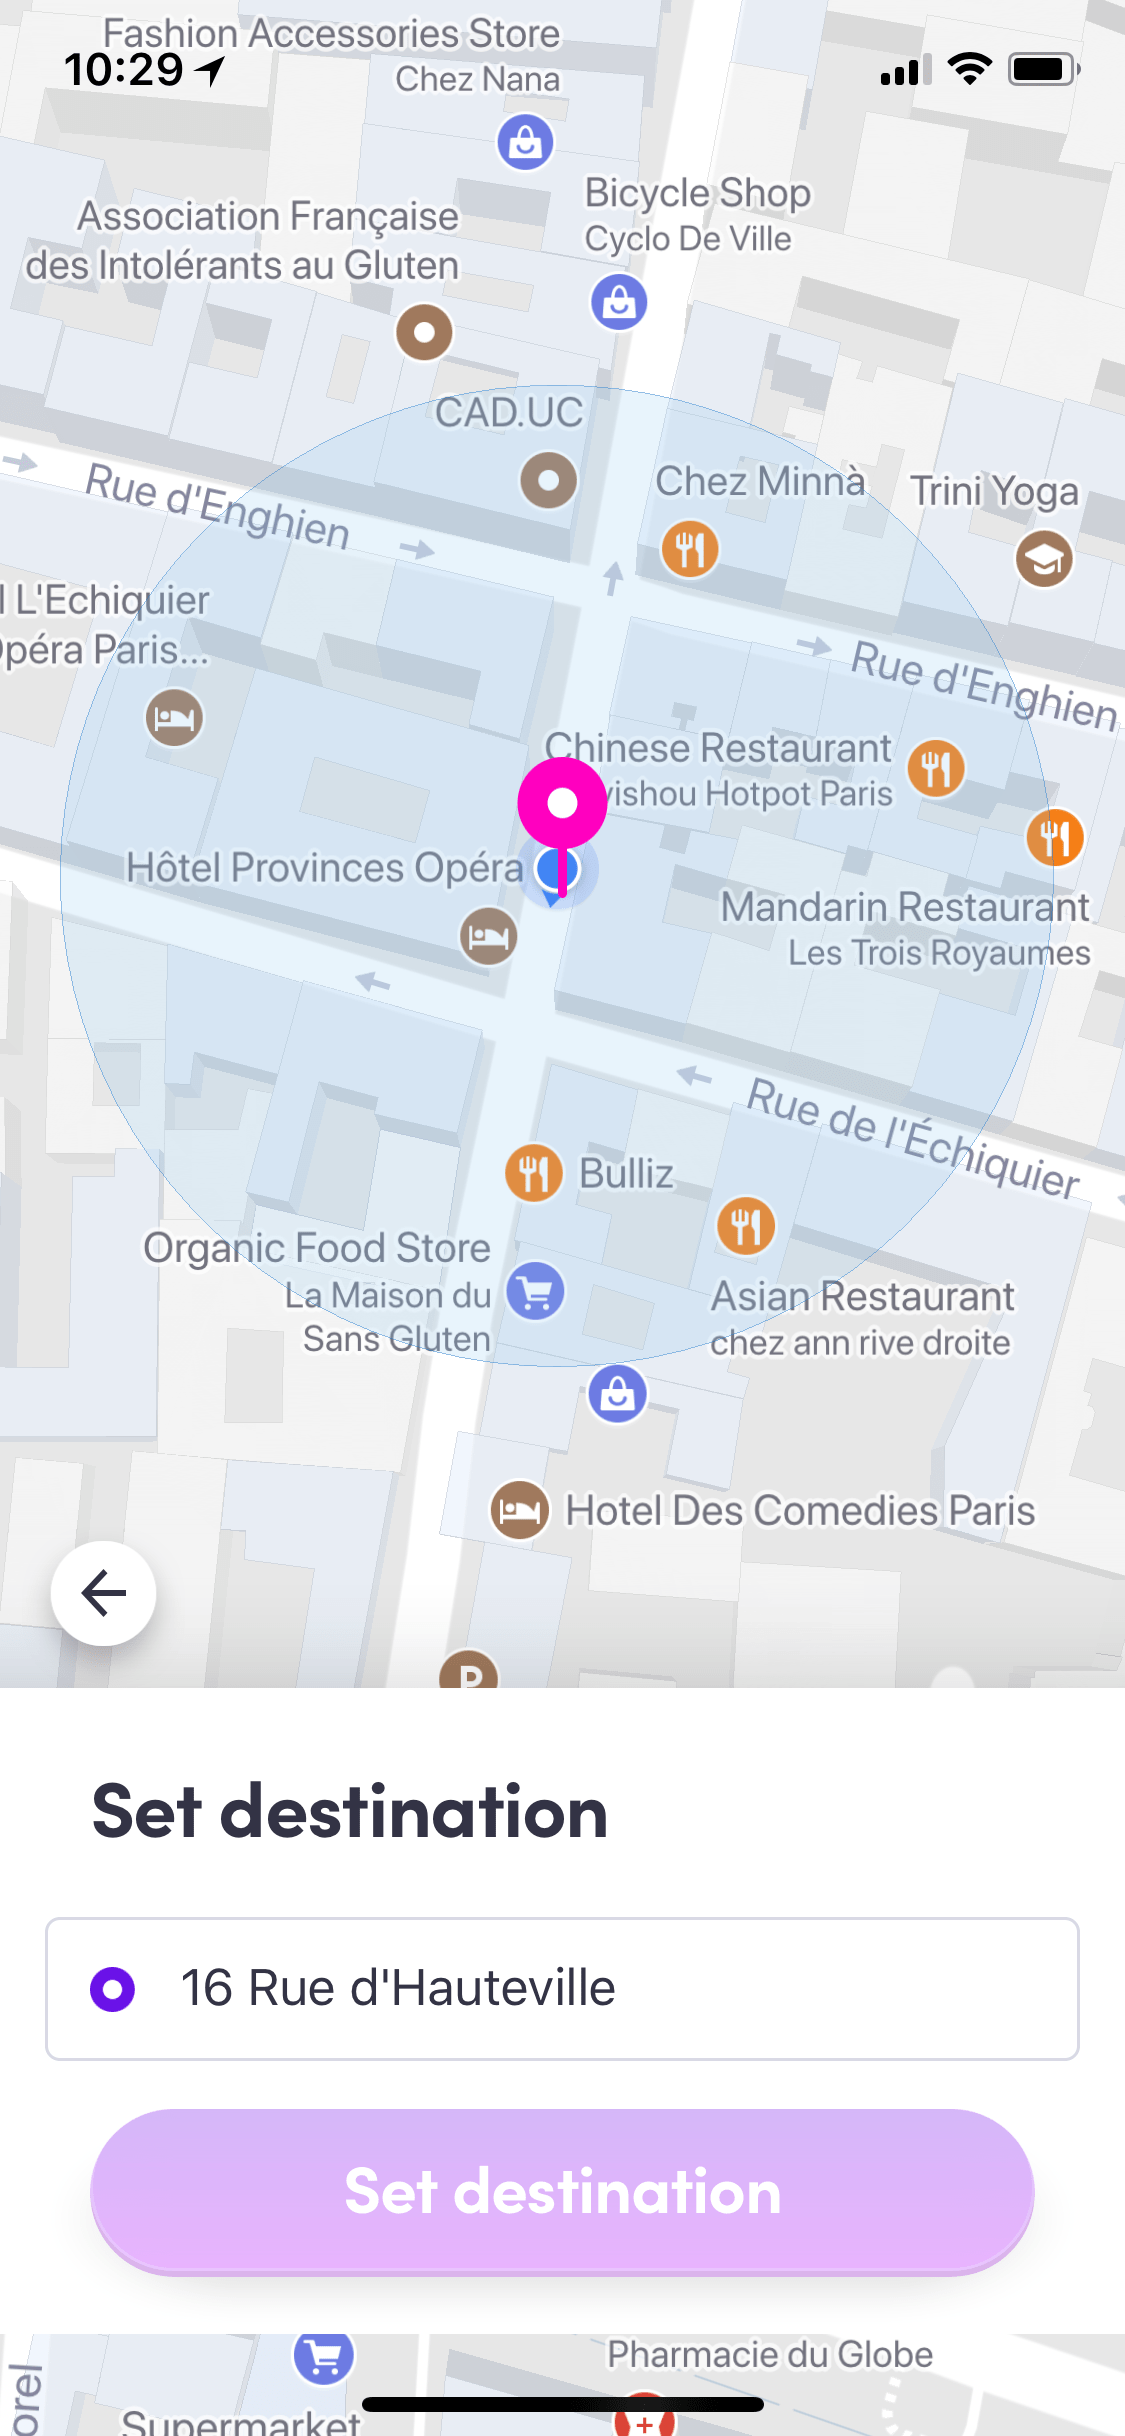 Fashion Accessories Store
10:29
Chez Nana
Bicycle Shop
Cyclo De Ville
Association Française
des Intolérants au Gluten
CAD.UC
Rue d'Enghien
Chez Minnà
Trini Yoga
l L'Echiquier
Opéra Paris...
Rue d'Enghien
Chinese Restaurant
yishou Hotpot Paris
Hôtel Provinces Opéra
Mandarin Restaurant
Les Trois Royaumes
Rue de l'Échiquier
Bulliz
Organic Food Store
La Maison du
Sans Gluten
Asian Restaurant
chez ann rive droite
Hotel Des Comedies Paris
P
Set destination
16 Rue d'Hauteville
Set destination
Pharmacie du Globe
orel
Supermarket